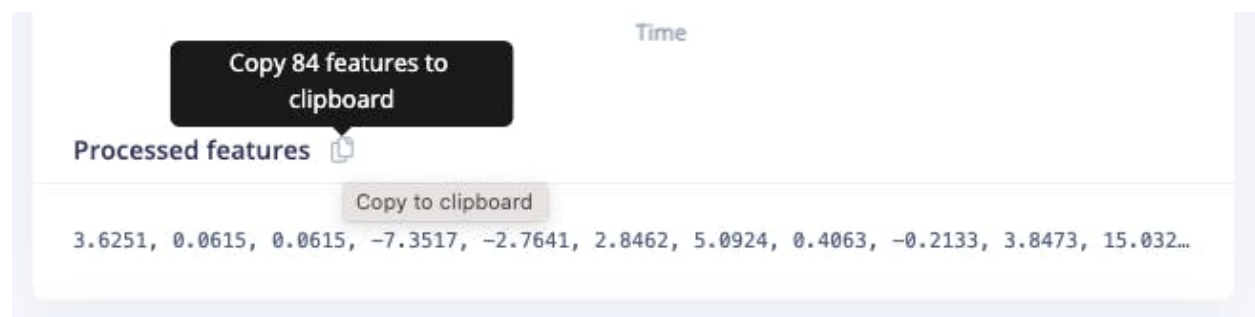 Time
Copy 84 features to
clipboard
Processed features
Copy to clipboard
3.6251, 0.0615, 0.0615, −7.3517, −2.7641, 2.8462, 5.0924, 0.4063, −0.2133, 3.8473, 15.032…